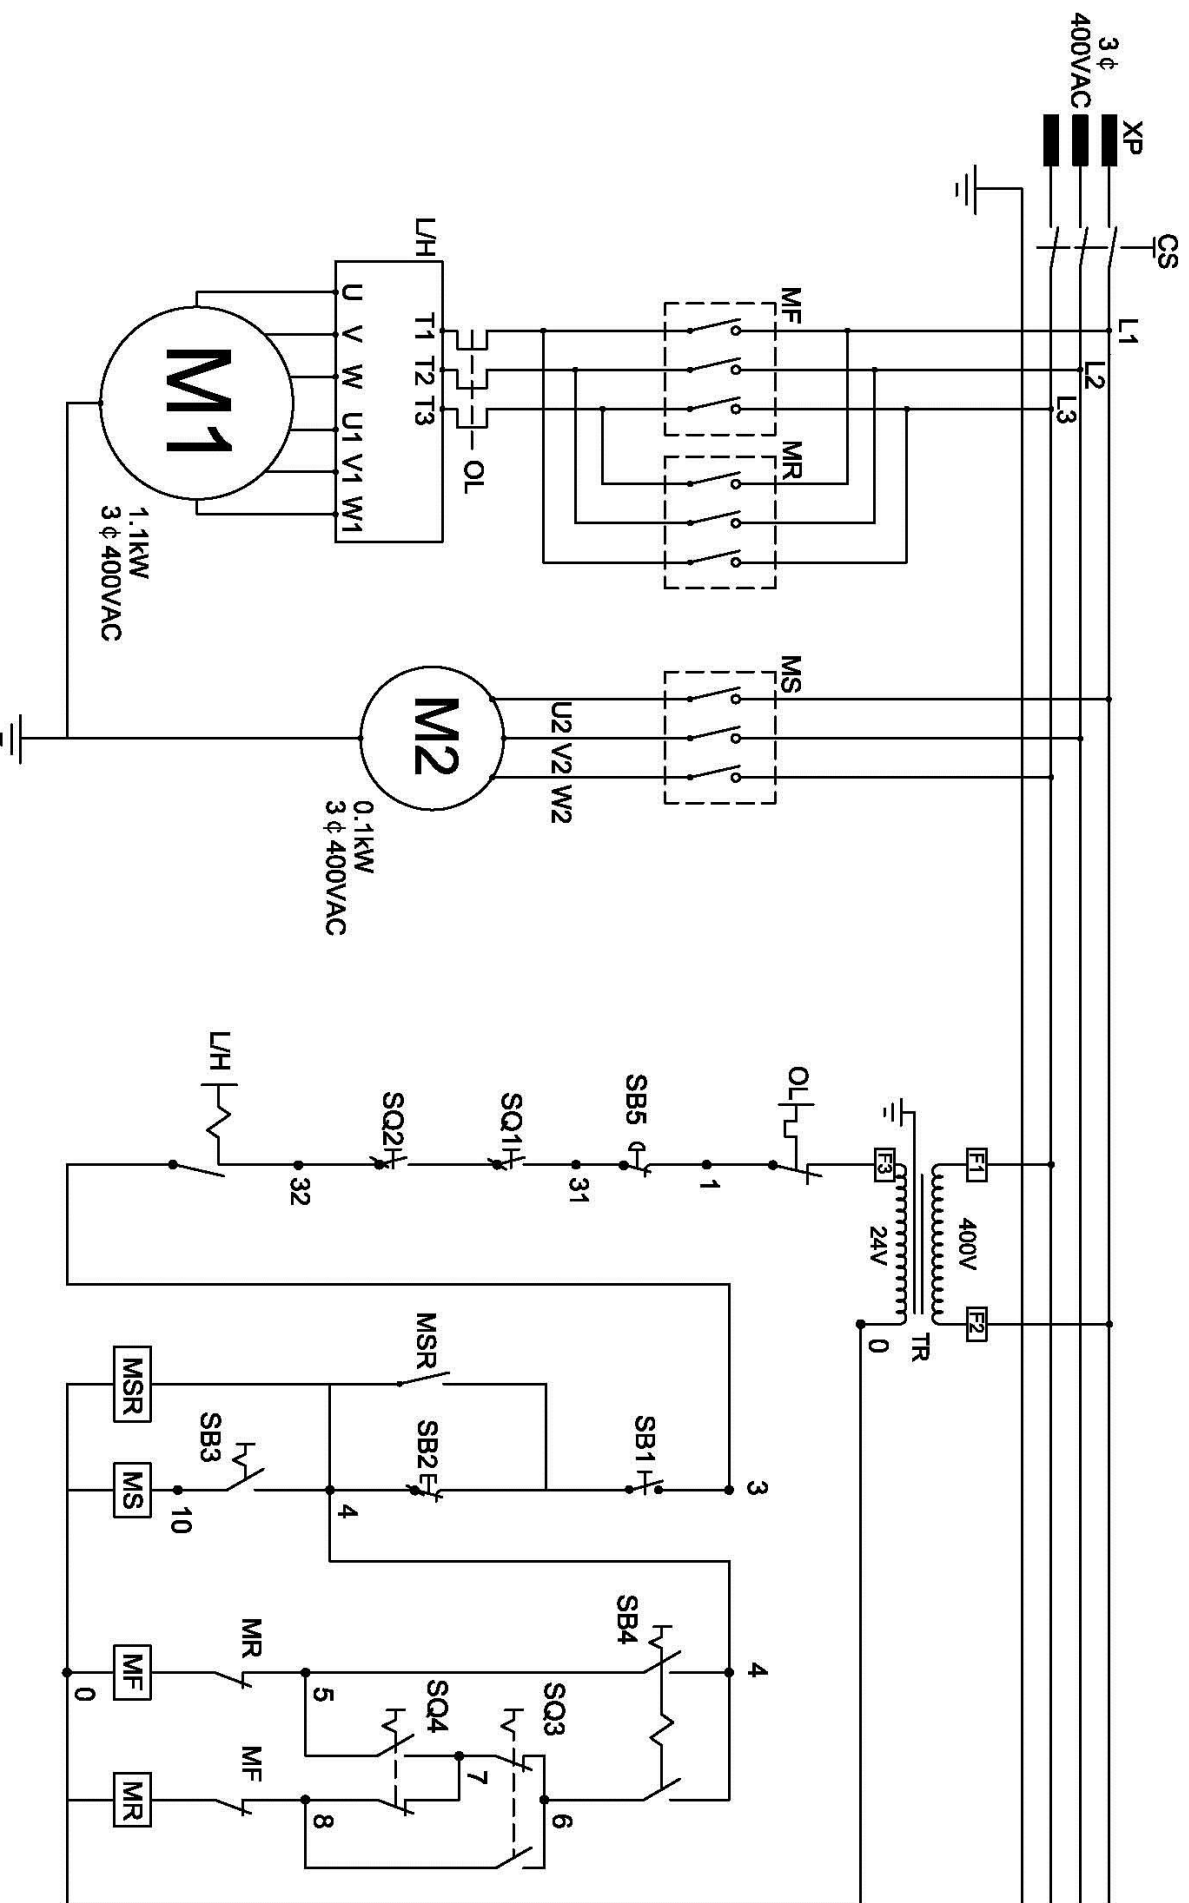 3 ¢
400VAC
XP
CS
L1
L2
L3
MF
MR
OL
L/H
T1 T2 T3
U V W U1 V1 W1
M1
1.1kW
3 ¢ 400VAC
MS
U2 V2 W2
M2
0.1kW
3 ¢ 400VAC
F1
400V
F2
F3
24V
TR
0
OL
1
SB5
31
SQ1
SQ2
32
L/H
3
SB1
MSR
SB2
4
SB3
10
MSR
MS
4
SB4
SQ3
6
SQ4
7
5
8
MR
MF
MF
0
MR